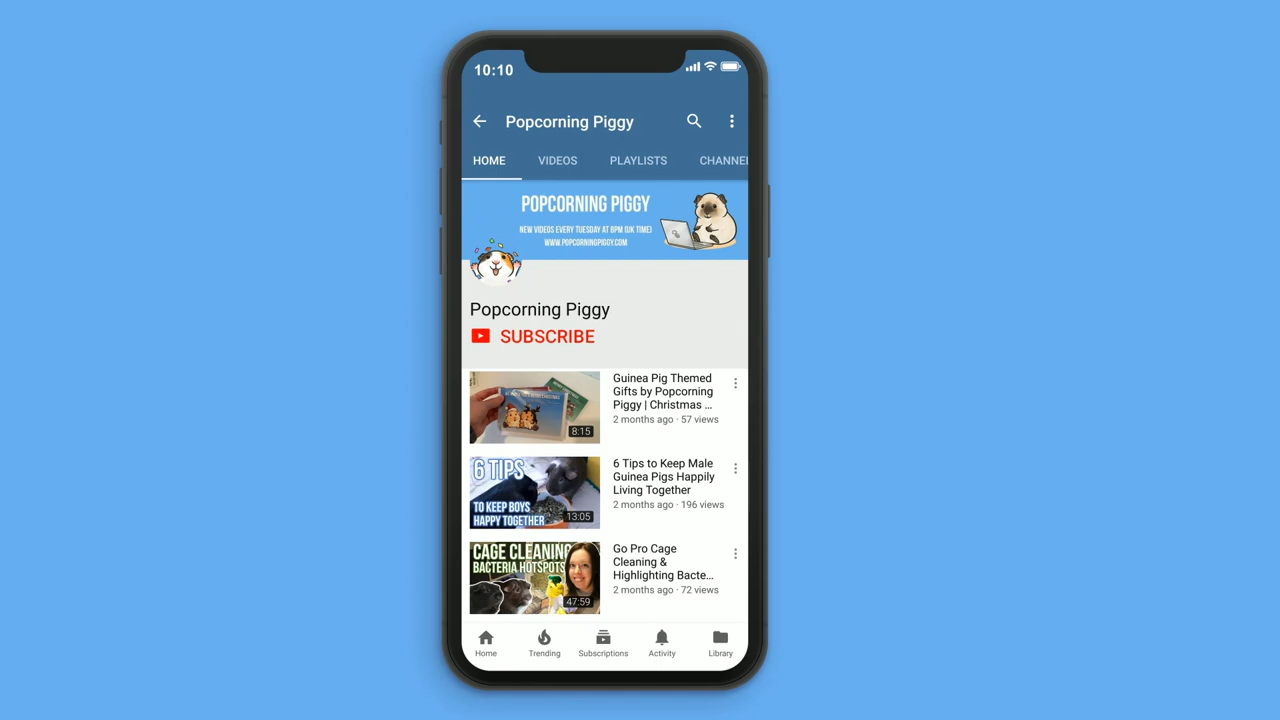 10:10
Popcorning Piggy
HOME VIDEOS PLAYLISTS CHANNEL
POPCORNING PIGGY
NEW VIDEOS EVERY TUESDAY AT 8PM (UK TIME)
WWW.POPCORNINGPIGGY.COM
Popcorning Piggy
SUBSCRIBE
8:15
Guinea Pig Themed
Gifts by Popcorning
Piggy | Christmas ...
2 months ago · 57 views
6 TIPS
TO KEEP BOYS
HAPPY TOGETHER
13:05
6 Tips to Keep Male
Guinea Pigs Happily
Living Together
2 months ago · 196 views
CAGE CLEANING
BACTERIA HOTSPOTS
47:59
Go Pro Cage
Cleaning &
Highlighting Bacte...
2 months ago · 72 views
Home Trending Subscriptions Activity Library